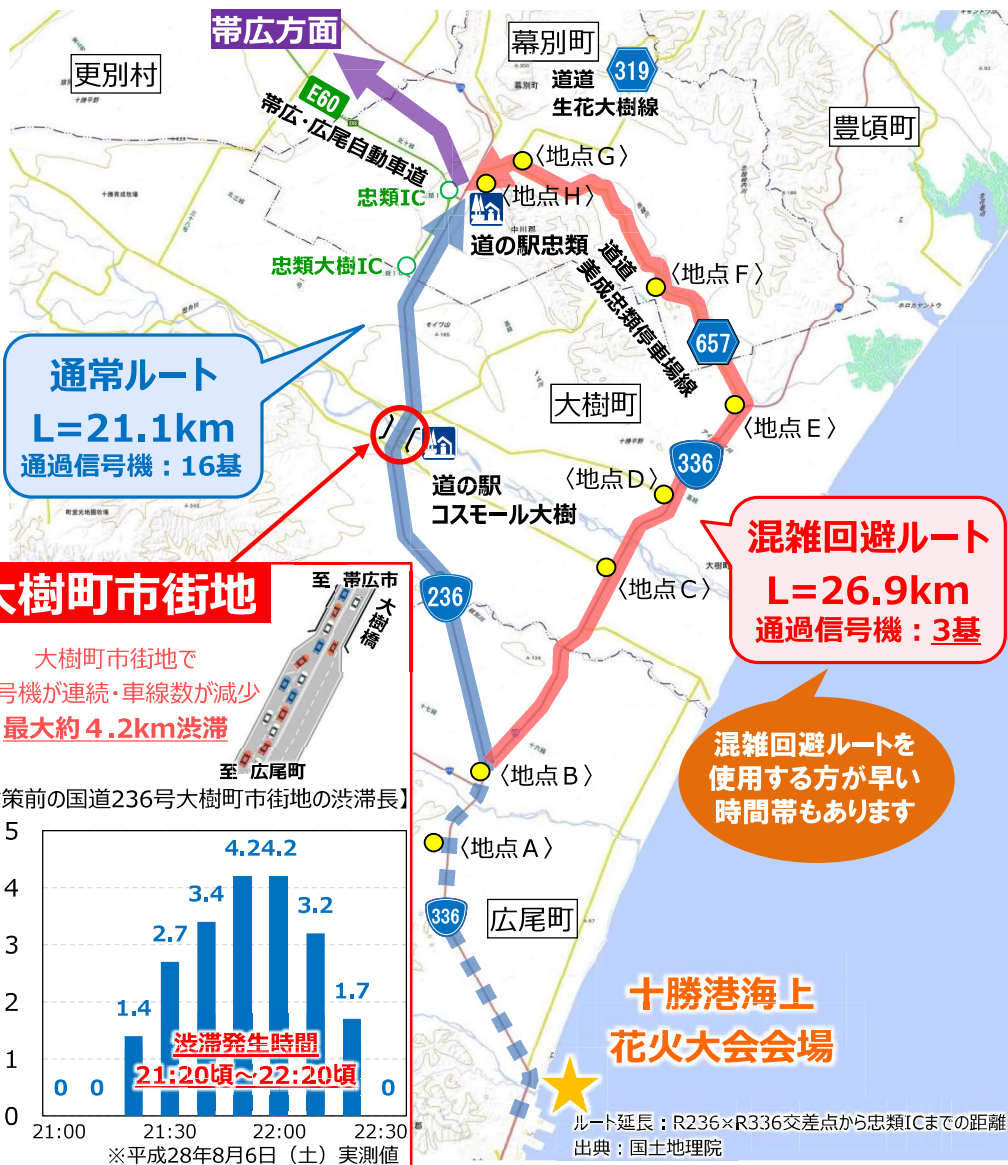 帯広方面
更別村
幕別町
319
道道
生花大樹線
豊頃町
E60
帯広・広尾自動車道
〈地点G〉
忠類IC
〈地点H〉
道の駅忠類
忠類大樹IC
道道
美成忠類停車場線
〈地点F〉
モイワ山
ホロカヤントウ
657
通常ルート
L=21.1km
通過信号機：16基
大樹町
〈地点E〉
336
道の駅
コスモール大樹
〈地点D〉
混雑回避ルート
L=26.9km
通過信号機：3基
〈地点C〉
236
大樹町市街地
至 帯広市
大樹橋
至 広尾町
大樹町市街地で
号機が連続・車線数が減少
最大約4.2km渋滞
混雑回避ルートを
使用する方が早い
時間帯もあります
〈地点B〉
〈地点A〉
策前の国道236号大樹町市街地の渋滞長】
5
4
3
2
1
0
0 0 1.4 2.7 3.4 4.2 4.2 3.2 1.7 0
渋滞発生時間
21:20頃～22:20頃
21:00 21:30 22:00 22:30
※平成28年8月6日（土）実測値
336
広尾町
十勝港海上
花火大会会場
ルート延長：R236×R336交差点から忠類ICまでの距離
出典：国土地理院